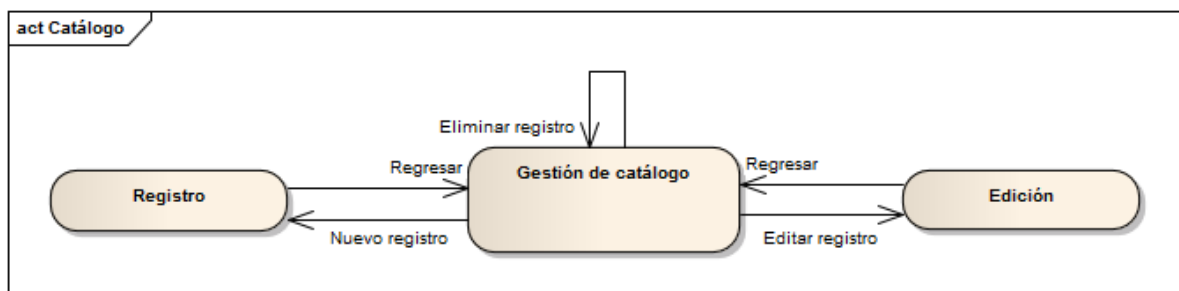 act Catálogo
Eliminar registro
Regresar
Gestión de catálogo
Regresar
Registro
Edición
Nuevo registro
Editar registro